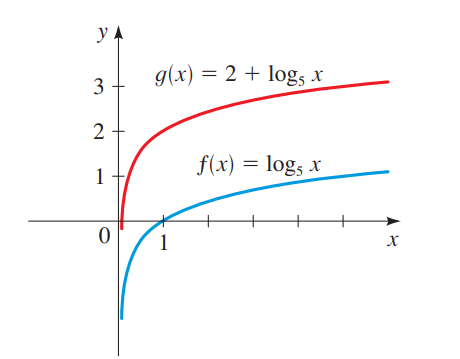 y
g(x) = 2 + log₅ x
3
2
f(x) = log₅ x
1
0
1
x